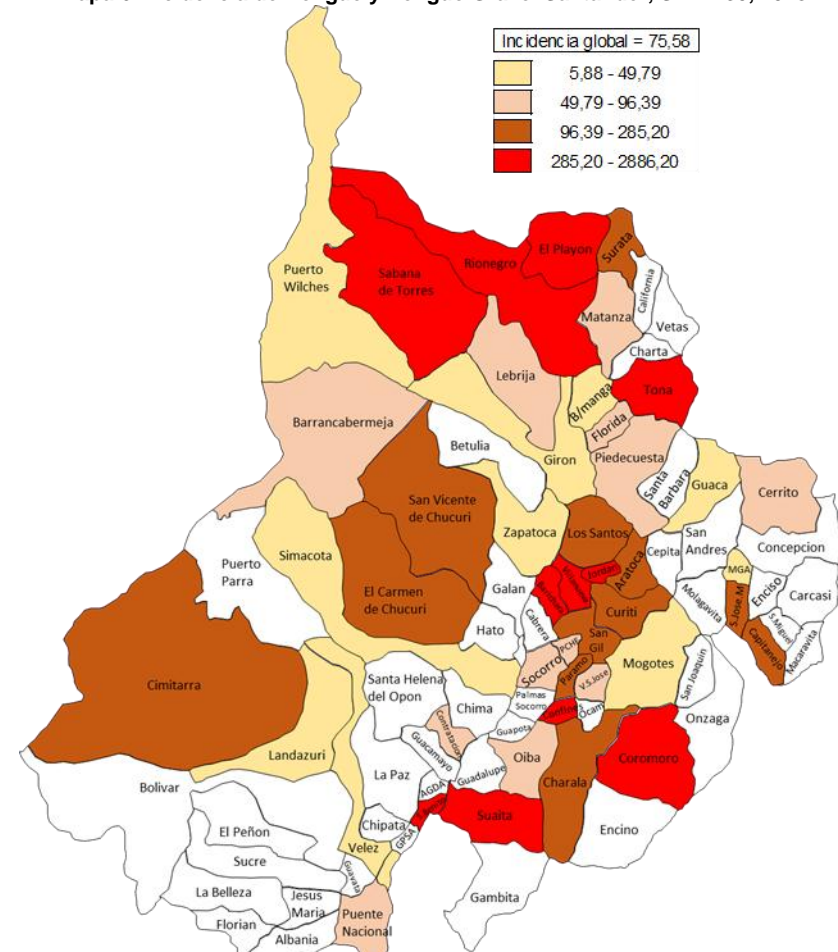 Incidencia global = 75,58
5,88 - 49,79
49,79 - 96,39
96,39 - 285,20
285,20 - 2886,20
El Playon
Surata
Rionegro
Puerto
Wilches
Sabana
de Torres
California
Matanza
Vetas
Charta
Lebrija
Tona
B/manga
Barrancabermeja
Florida
Betulia
Giron
Piedecuesta
Santa
Barbara
Guaca
Cerrito
San Vicente
de Chucuri
Zapatoca
Los Santos
San
Andres
Cepita
Concepcion
Simacota
Puerto
Parra
Aratoca
MGA
Jordan
Enciso
Carcasi
El Carmen
de Chucuri
Galan
Molagavita
S.Jose.M
Curiti
Hato
Cabrera
S.Miguel
Capitanejo
Macaravita
San
Gil
PCHE
Socorro
Mogotes
Paramo
San Joaquin
Cimitarra
Santa Helena
del Opon
V.S.Jose
Palmas
Socorro
Chima
Ocam
Onzaga
Contratacion
Guapota
Guacamayo
Landazuri
Oiba
Coromoro
La Paz
Guadalupe
Bolivar
AGDA
Charala
Suaita
Chipata
El Peñon
GPSA
Encino
Velez
Sucre
Guavata
La Belleza
Jesus
Maria
Gambita
Puente
Nacional
Florian
Albania